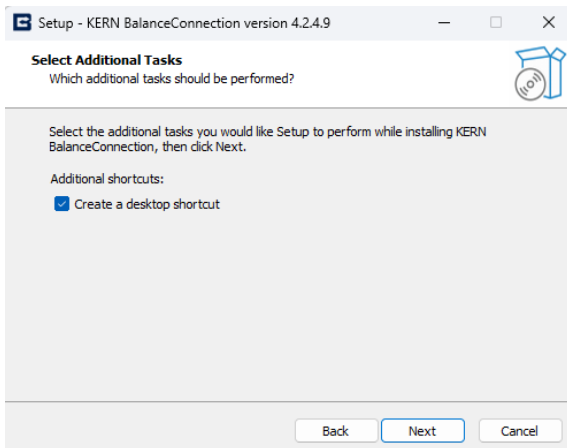 Setup - KERN BalanceConnection version 4.2.4.9
Select Additional Tasks
Which additional tasks should be performed?
Select the additional tasks you would like Setup to perform while installing KERN
BalanceConnection, then click Next.
Additional shortcuts:
Create a desktop shortcut
Back
Next
Cancel